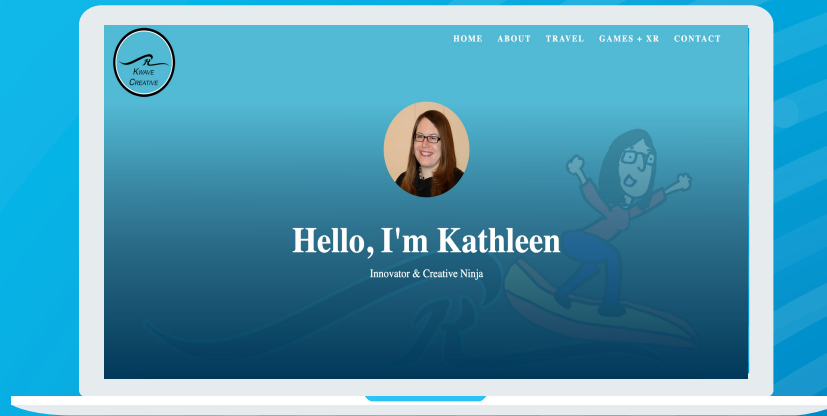 HOME ABOUT TRAVEL GAMES + XR CONTACT
KWAVE
CREATIVE
Hello, I'm Kathleen
Innovator & Creative Ninja